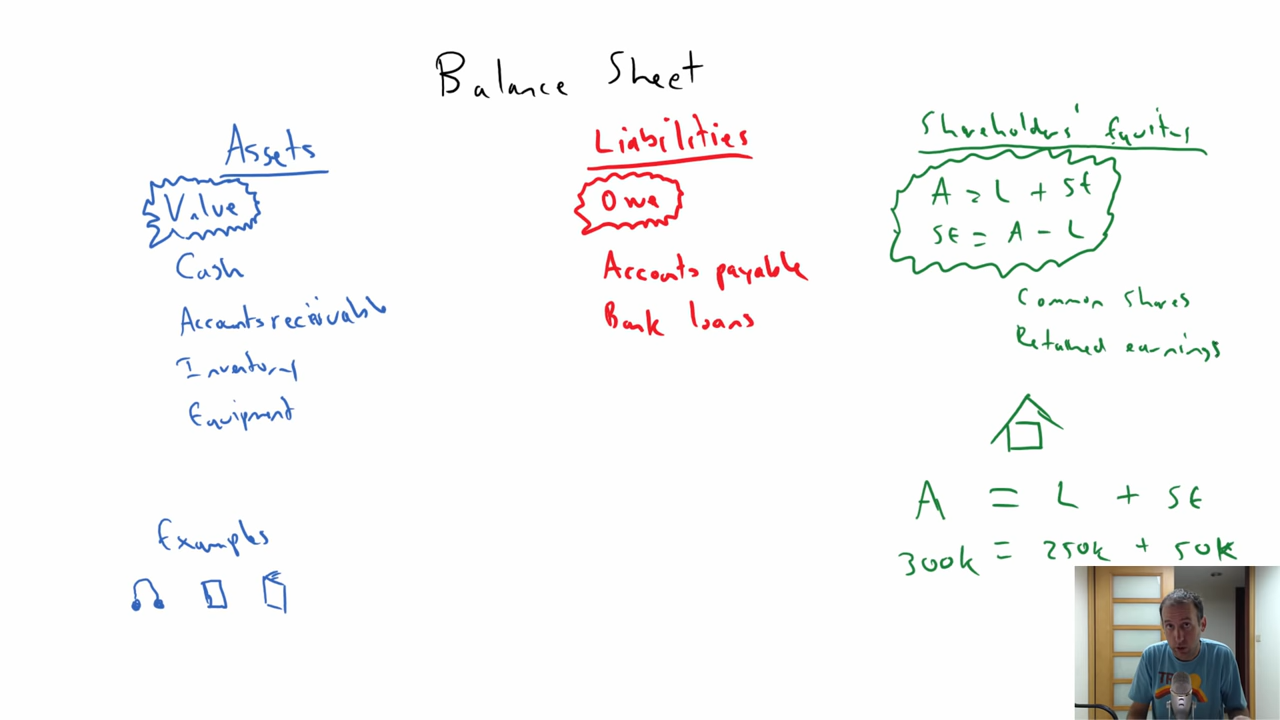 Balance Sheet
Assets
Value
Cash
Accounts receivable
Inventory
Equipment
Examples
Liabilities
Owe
Accounts payable
Bank loans
Shareholders' Equity
A = L + SE
SE = A - L
Common shares
Retained earnings
A = L + SE
300k = 250k + 50k